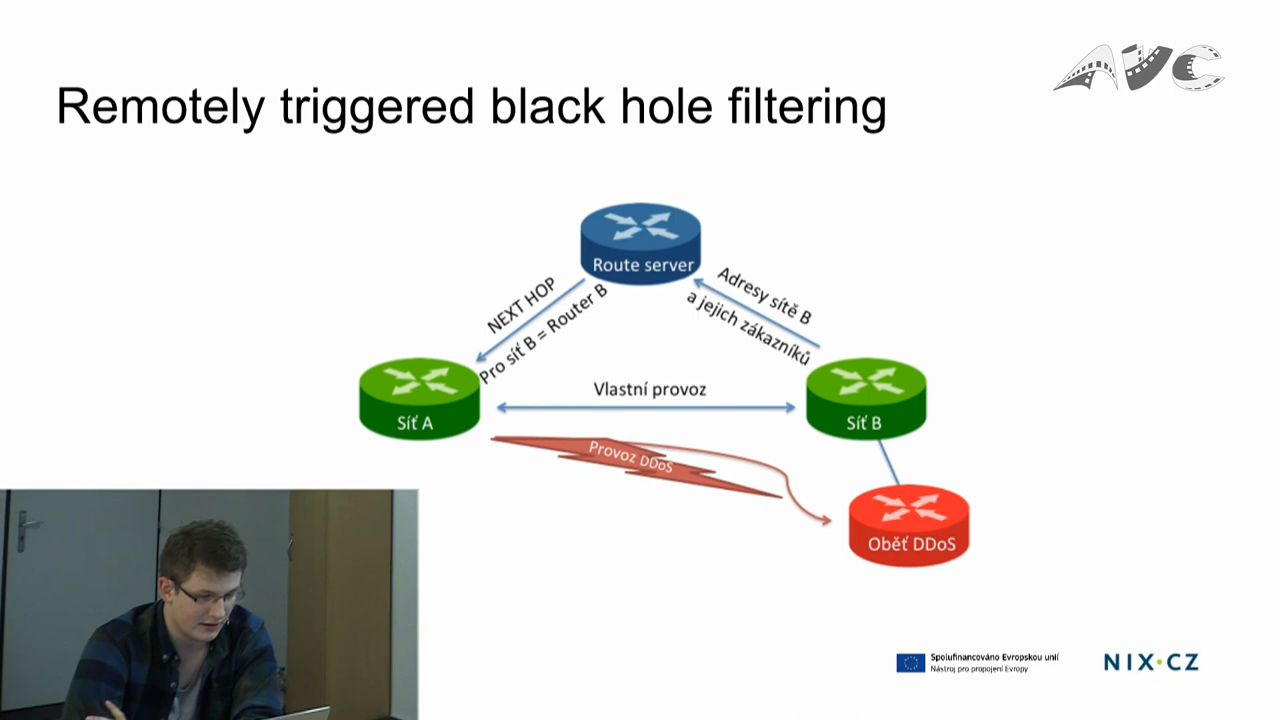 AVC
Remotely triggered black hole filtering
Route server
NEXT HOP
Pro síť B = Router B
Adresy sítě B
a jejich zákazníků
Síť A
Vlastní provoz
Síť B
Provoz DDoS
Oběť DDoS
Spolufinancováno Evropskou unií
Nástroj pro propojení Evropy
NIX·CZ